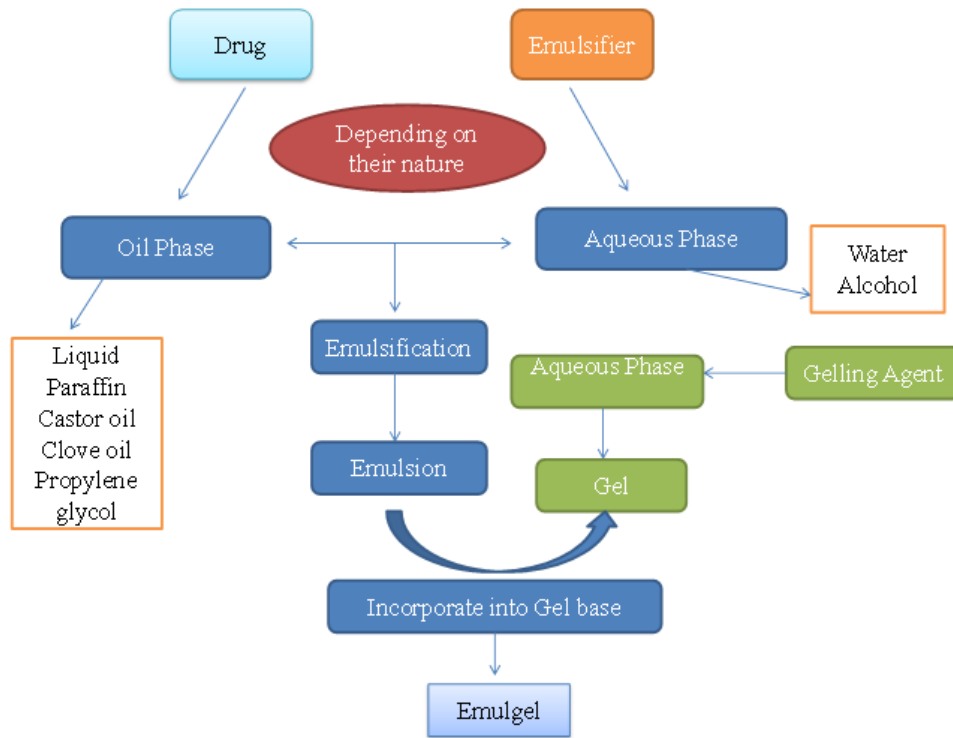 Drug
Emulsifier
Depending on
their nature
Oil Phase
Aqueous Phase
Water
Alcohol
Liquid
Paraffin
Castor oil
Clove oil
Propylene
glycol
Emulsification
Aqueous Phase
Gelling Agent
Emulsion
Gel
Incorporate into Gel base
Emulgel